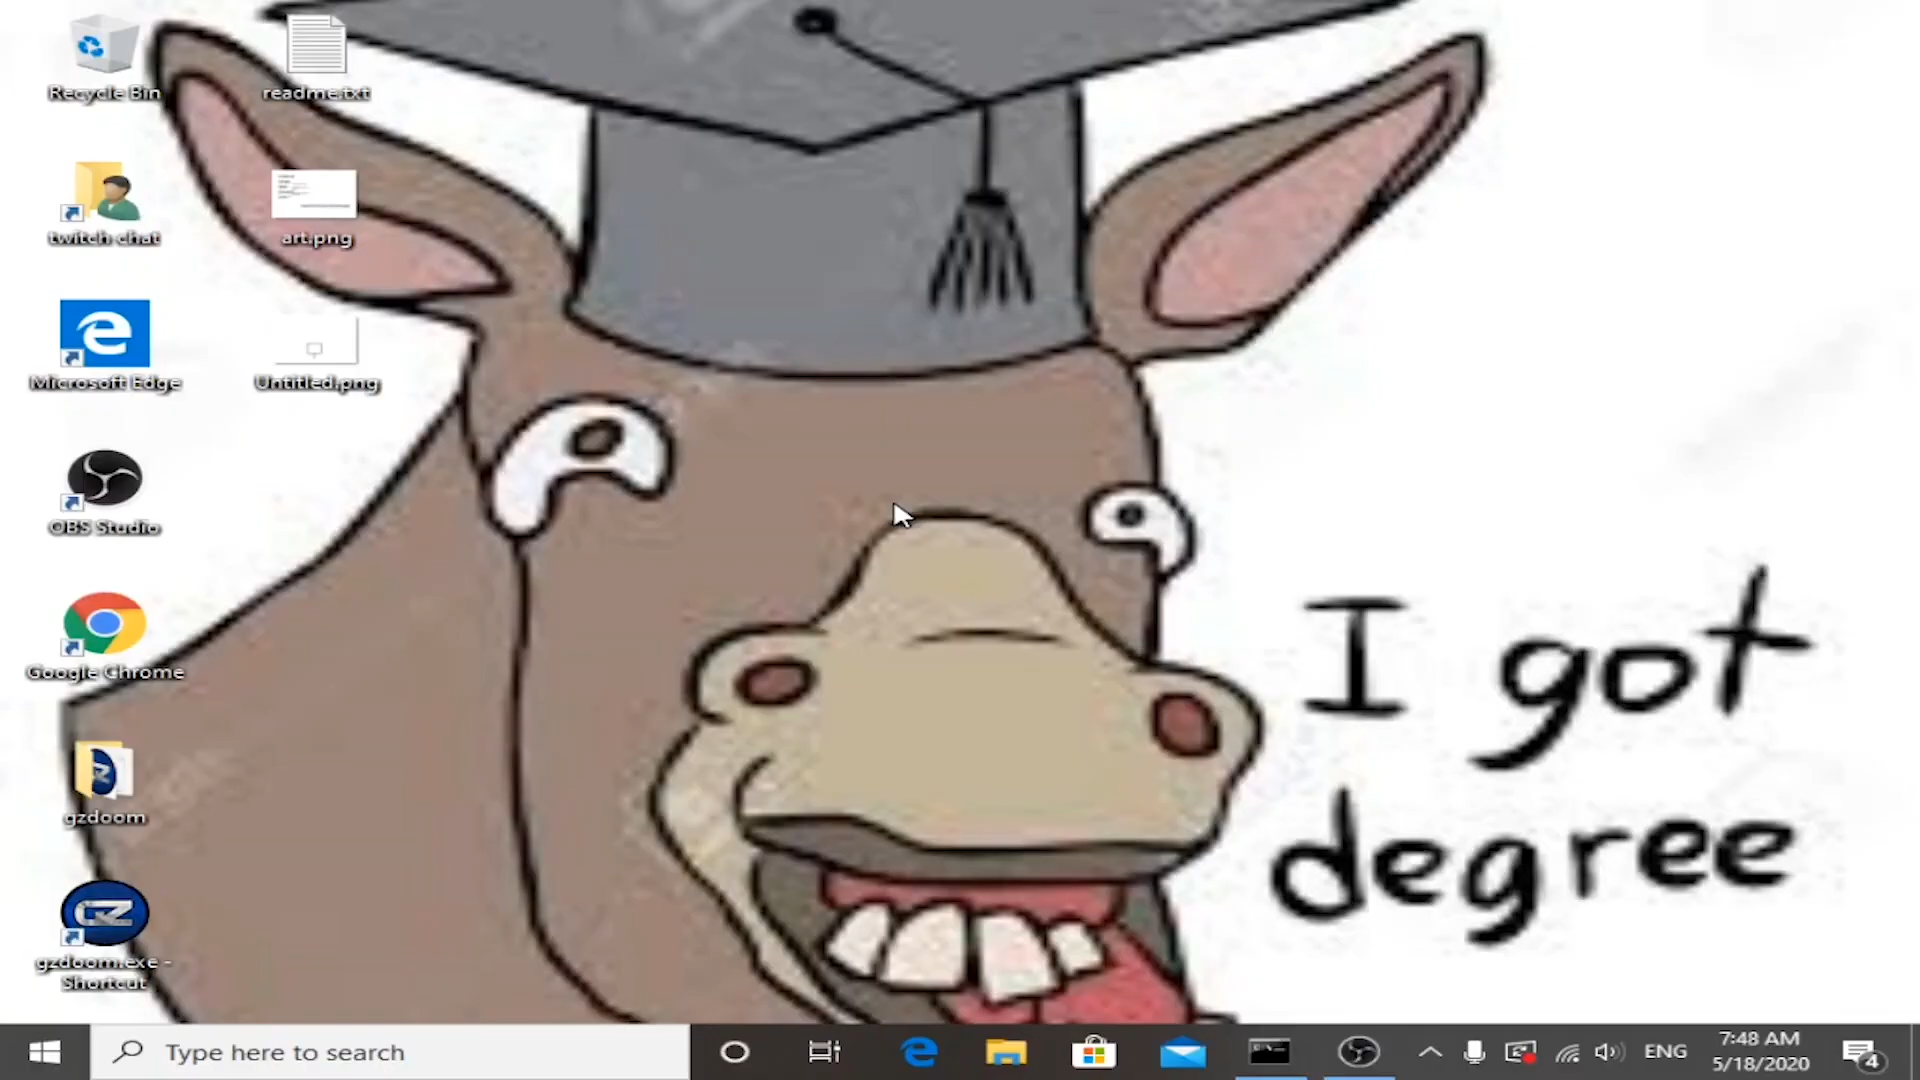 Recycle Bin
readme.txt
twitch chat
art.png
Microsoft Edge
Untitled.png
OBS Studio
Google Chrome
gzdoom
gzdoom.exe -
Shortcut
I got
degree
Type here to search
ENG
7:48 AM
5/18/2020
4